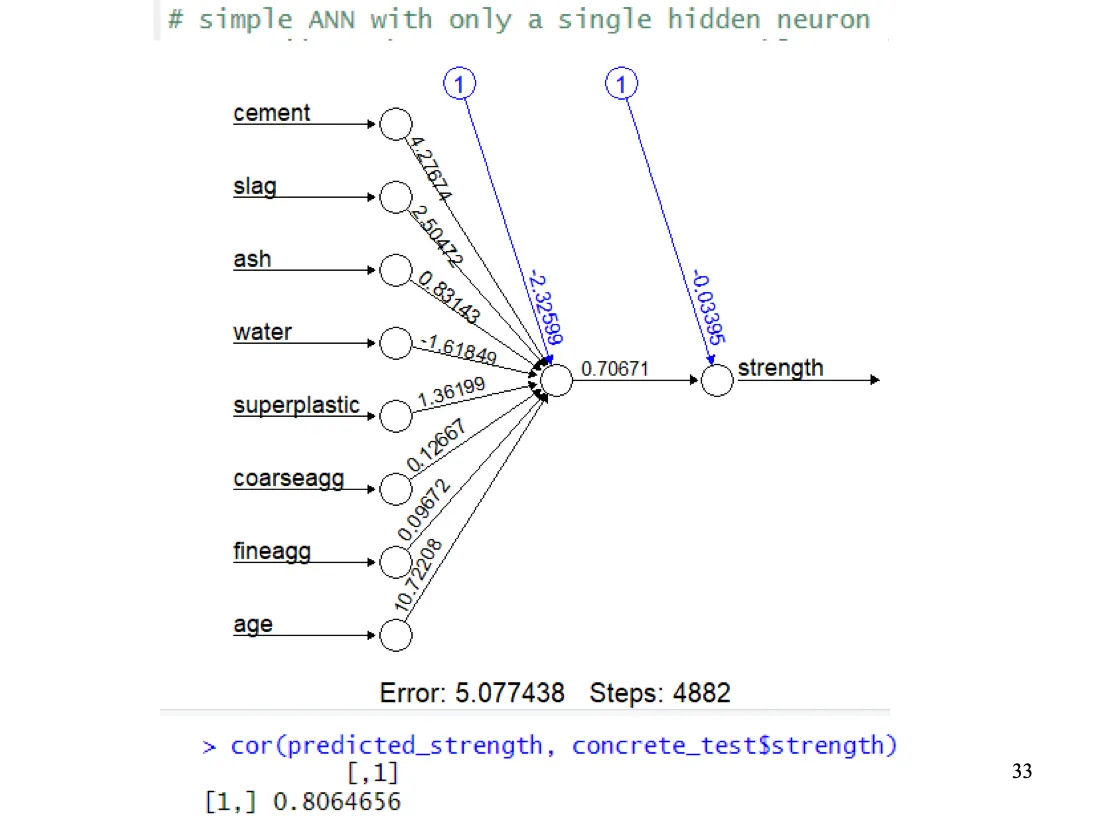 # simple ANN with only a single hidden neuron
1
1
cement
4.27674
slag
2.50472
ash
0.83143
-2.32599
-0.03395
water
-1.61849
0.70671
strength
superplastic
1.36199
coarseagg
0.12667
fineagg
0.09672
age
10.72208
Error: 5.077438 Steps: 4882
> cor(predicted_strength, concrete_test$strength)
[,1]
[1,] 0.8064656
33